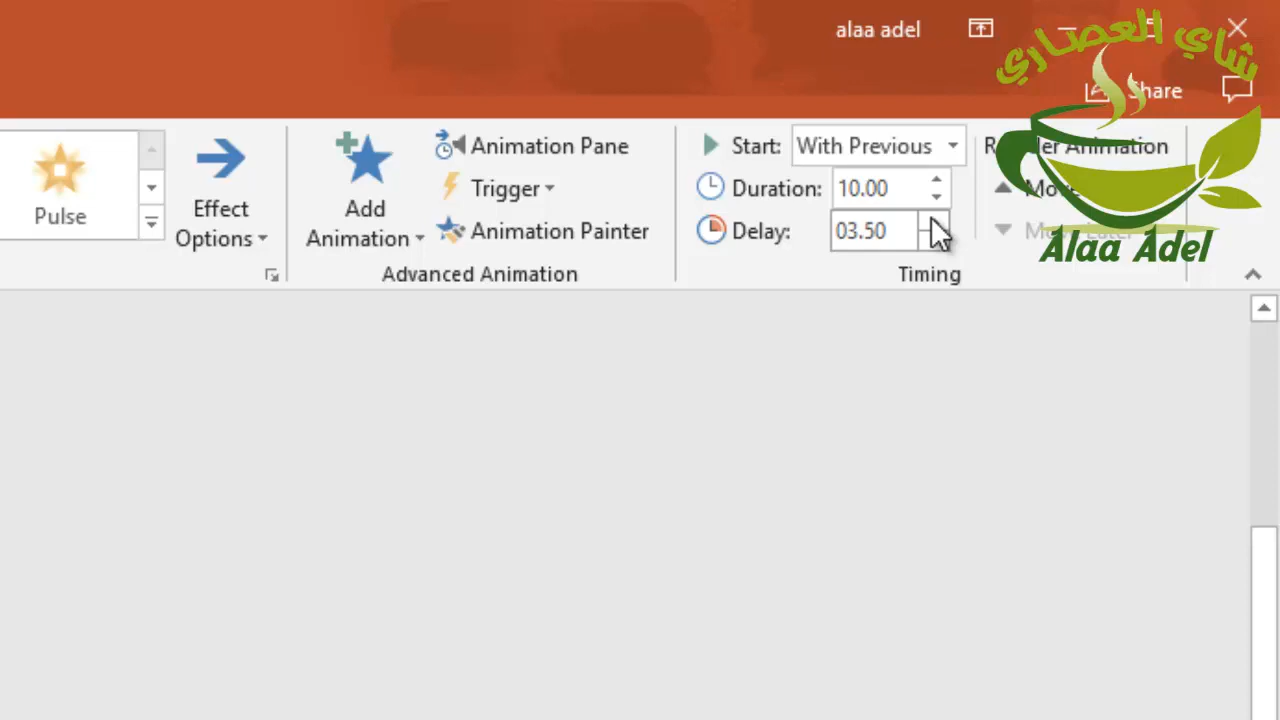 alaa adel
شاي العصاري
Share
Pulse
Effect
Options
Add
Animation
Animation Pane
Trigger
Animation Painter
Advanced Animation
Start: With Previous
Duration: 10.00
Delay: 03.50
Timing
Animation
Alaa Adel